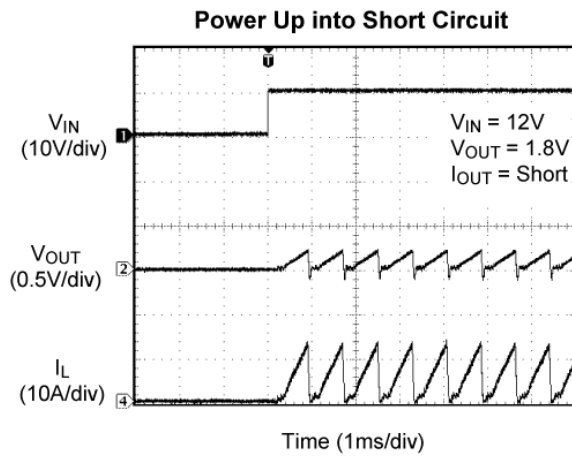 Power Up into Short Circuit
T
V_IN
(10V/div)
1
V_IN = 12V
V_OUT = 1.8V
I_OUT = Short
V_OUT
(0.5V/div)
2
I_L
(10A/div)
4
Time (1ms/div)